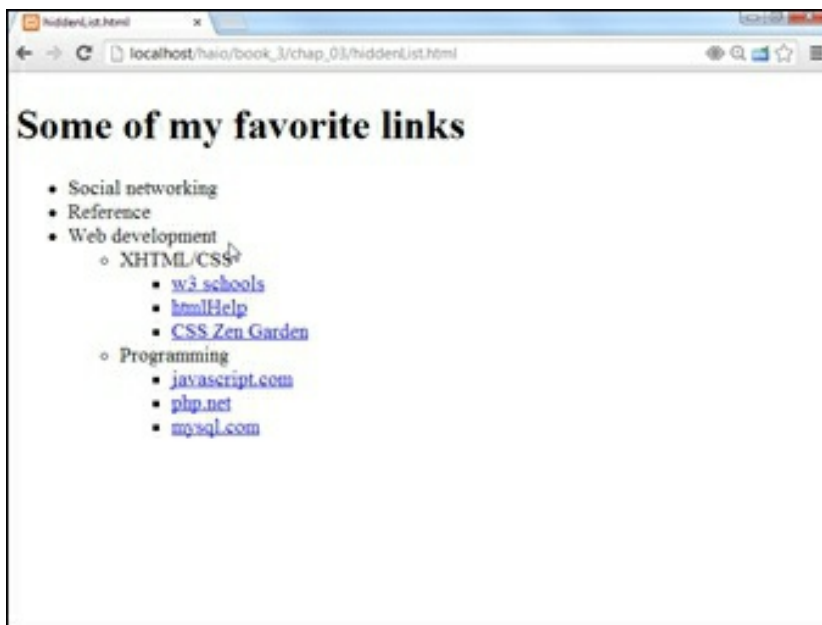 hiddenList.html
localhost/haio/book_3/chap_03/hiddenList.html
Some of my favorite links
Social networking
Reference
Web development
XHTML/CSS
w3 schools
htmlHelp
CSS Zen Garden
Programming
javascript.com
php.net
mysql.com